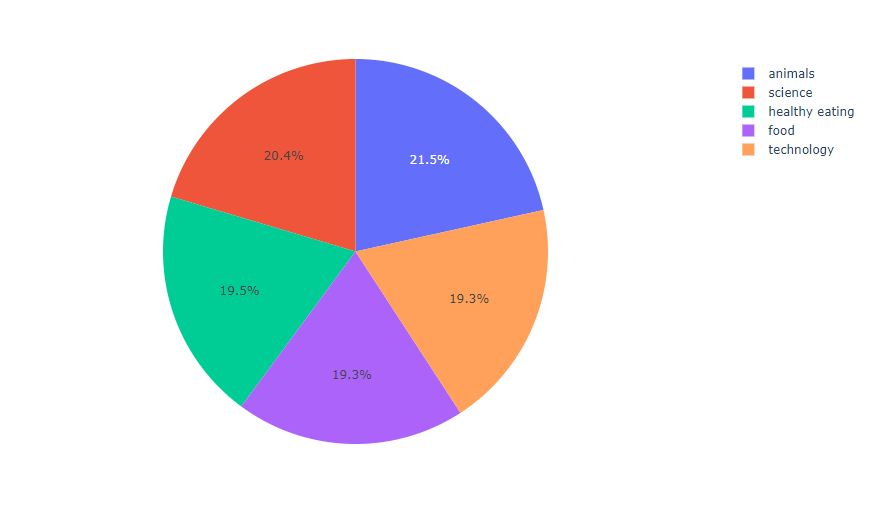 animals
science
healthy eating
food
technology
20.4%
21.5%
19.5%
19.3%
19.3%